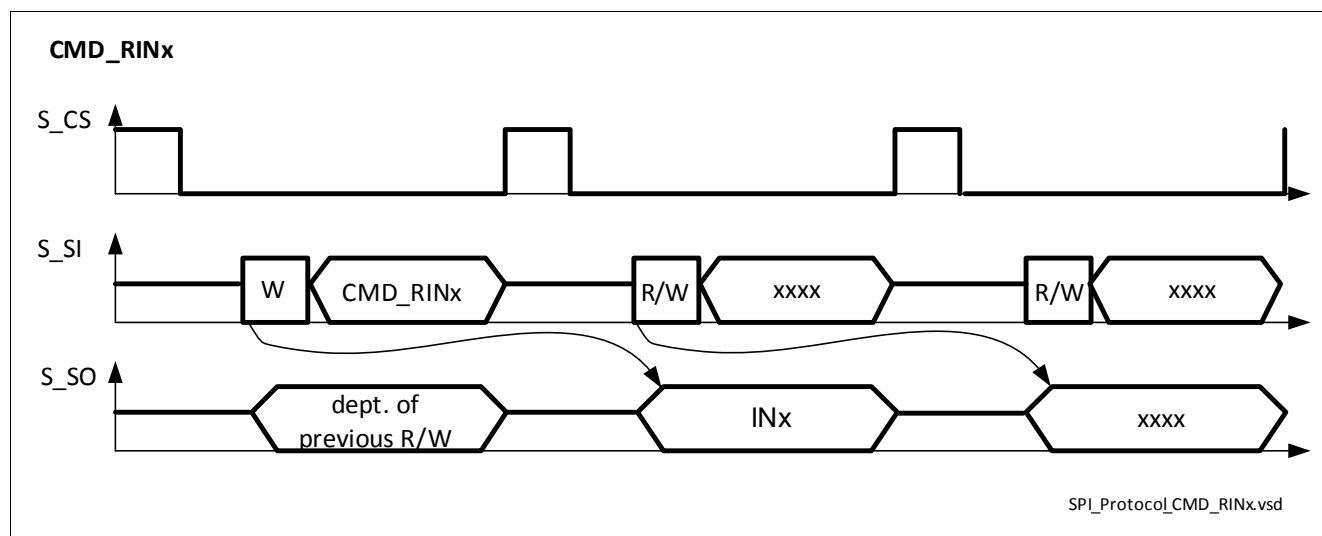 CMD_RINx
S_CS
S_SI
W
CMD_RINx
R/W
xxxx
R/W
xxxx
S_SO
dept. of
previous R/W
INx
xxxx
SPI_Protocol_CMD_RINx.vsd